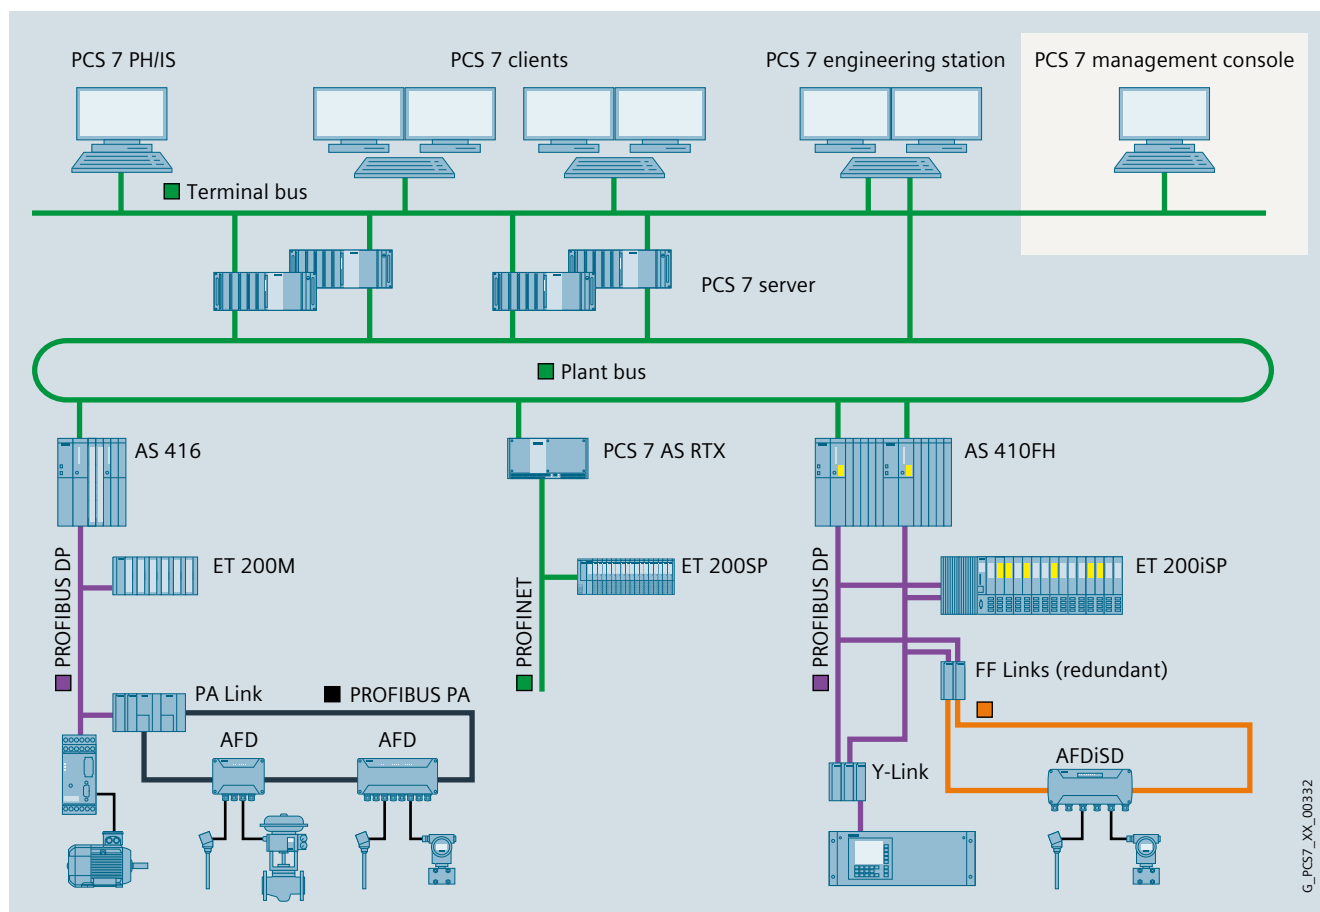 PCS 7 PH/IS
PCS 7 clients
PCS 7 engineering station
PCS 7 management console
Terminal bus
PCS 7 server
Plant bus
AS 416
PCS 7 AS RTX
AS 410FH
PROFIBUS DP
ET 200M
PROFINET
ET 200SP
PROFIBUS DP
ET 200iSP
PA Link
PROFIBUS PA
FF Links (redundant)
AFD
AFD
Y-Link
AFDiSD
G_PCS7_XX_00332